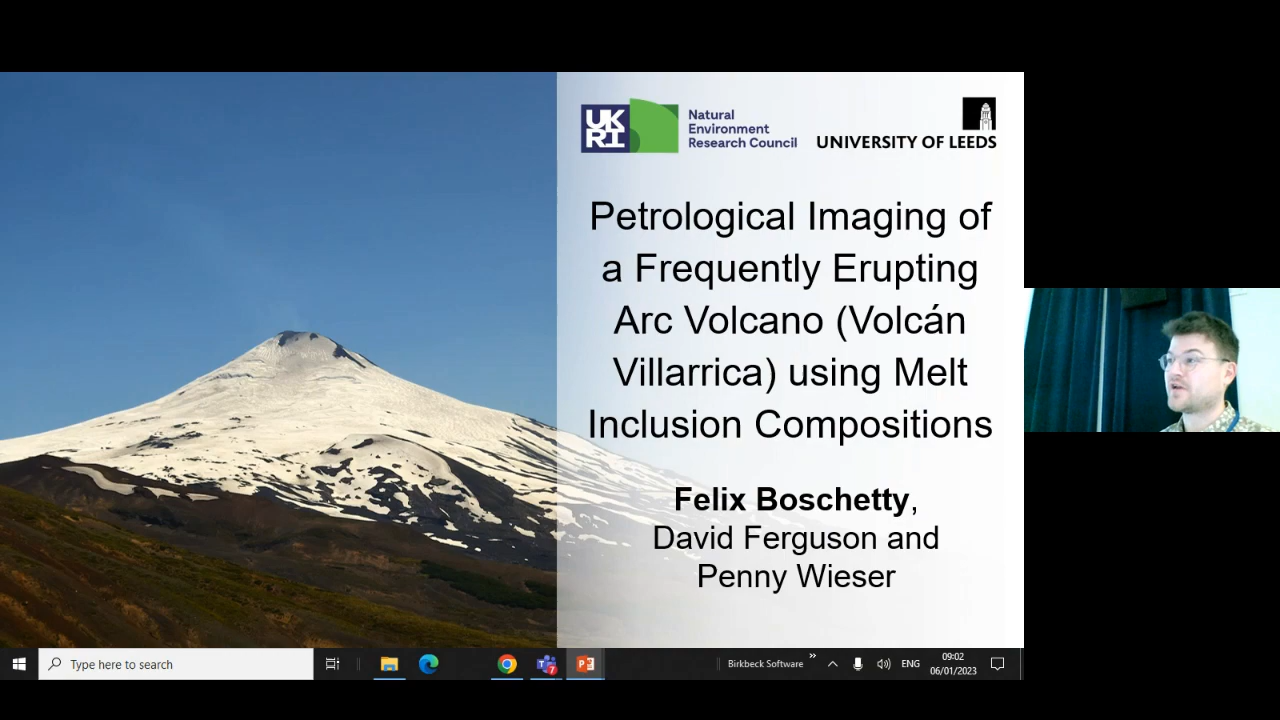 UK
RI
Natural
Environment
Research Council
UNIVERSITY OF LEEDS
Petrological Imaging of
a Frequently Erupting
Arc Volcano (Volcán
Villarrica) using Melt
Inclusion Compositions
Felix Boschetty,
David Ferguson and
Penny Wieser
Type here to search
7
Birkbeck Software
»
ENG
09:02
06/01/2023